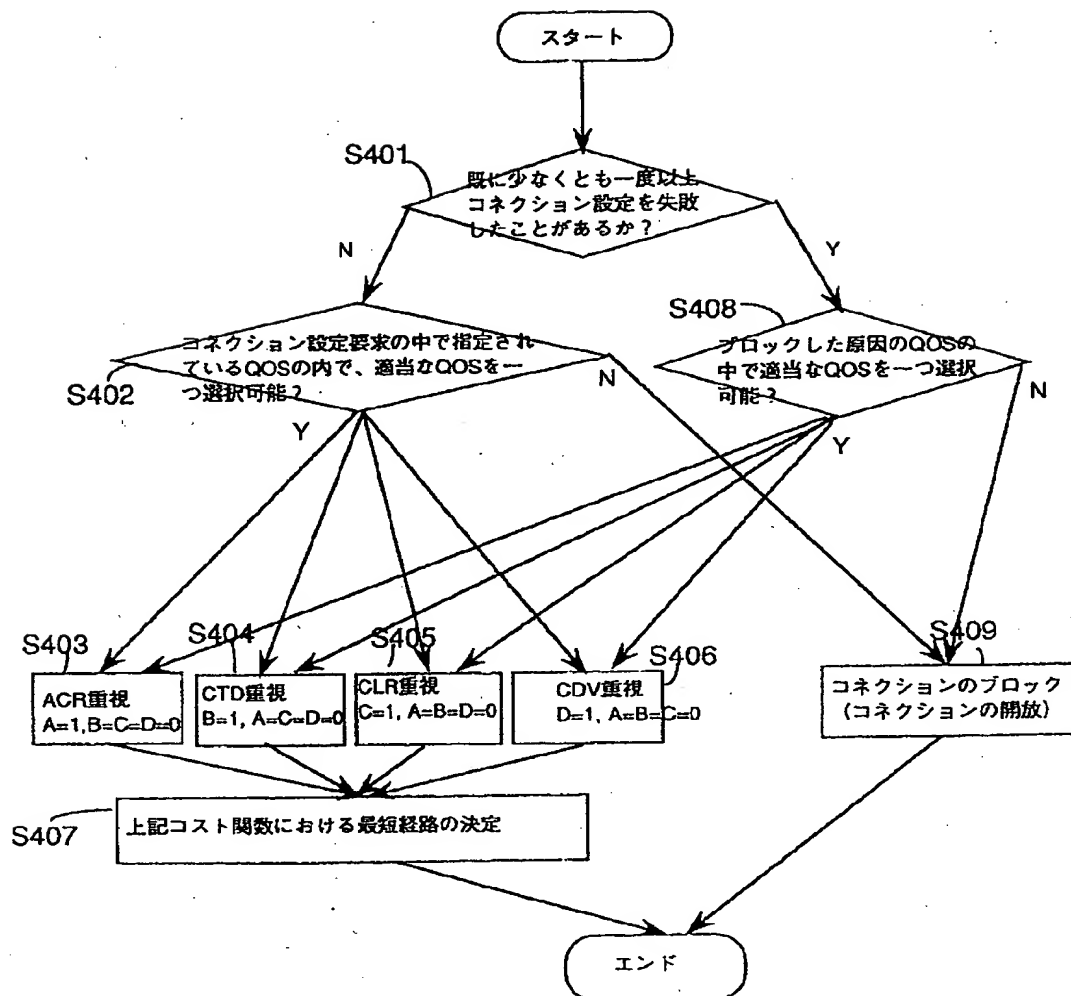 スタート
S401
既に少なくとも一度以上
コネクション設定を失敗
したことがあるか？
N
Y
S408
コネクション設定要求の中で指定され
ているQOSの内で、適当なQOSを一
つ選択可能？
S402
N
Y
ブロックした原因のQOSの
中で適当なQOSを一つ選択
可能？
N
Y
S403
S404
S405
S406
S409
ACR重視
A=1,B=C=D=0
CTD重視
B=1, A=C=D=0
CLR重視
C=1, A=B=D=0
CDV重視
D=1, A=B=C=0
コネクションのブロック
(コネクションの開放)
S407
上記コスト関数における最短経路の決定
エンド